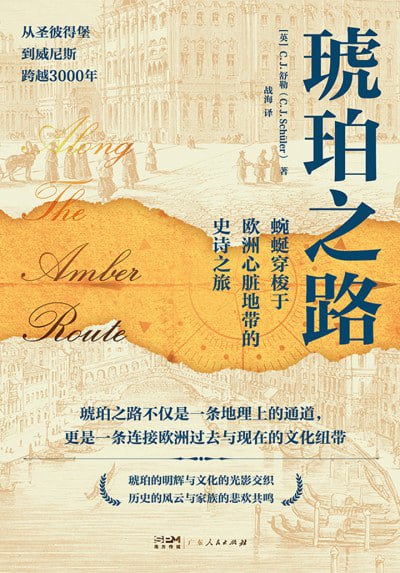 从圣彼得堡
到威尼斯
跨越3000年
琥珀之路
[英] C. J. 舒勒（C. J. Schüler）著
战海 译
Along
The
Amber
Route
蜿蜒穿梭于
欧洲心脏地带的
史诗之旅
琥珀之路不仅是一条地理上的通道，
更是一条连接欧洲过去与现在的文化纽带
琥珀的明辉与文化的光影交织
历史的风云与家族的悲欢共鸣
SPM
南方传媒
广东人民出版社